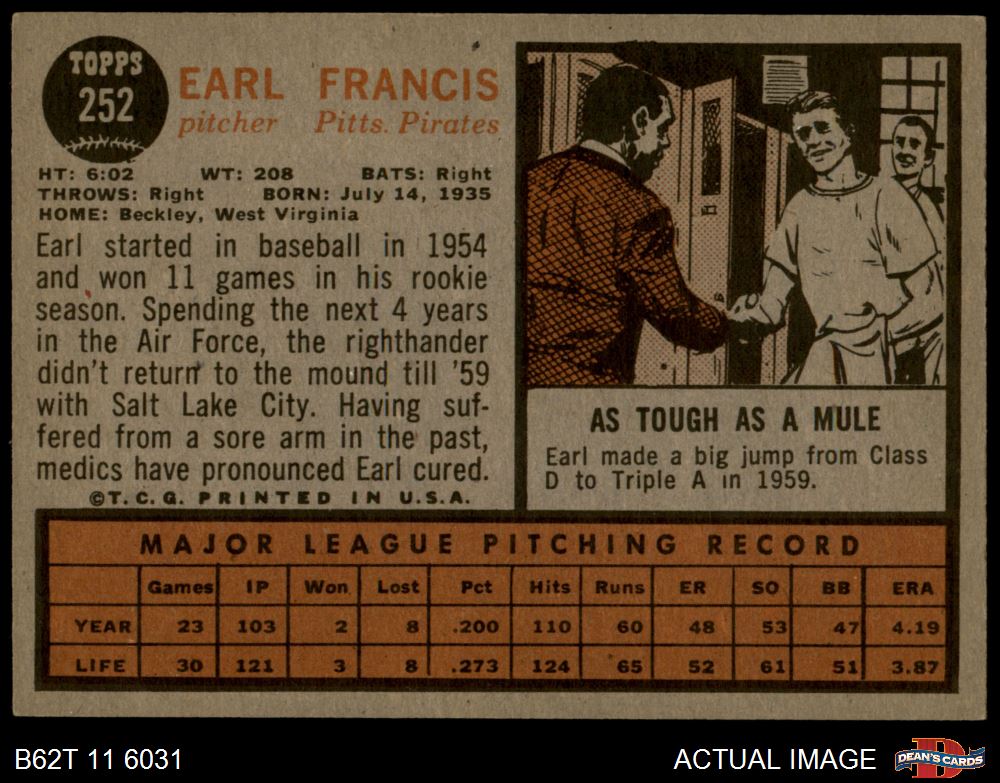 TOPPS
252
EARL FRANCIS
pitcher Pitts. Pirates
HT: 6:02 WT: 208 BATS: Right
THROWS: Right BORN: July 14, 1935
HOME: Beckley, West Virginia
Earl started in baseball in 1954
and won 11 games in his rookie
season. Spending the next 4 years
in the Air Force, the righthander
didn't return to the mound till '59
with Salt Lake City. Having suf-
fered from a sore arm in the past,
medics have pronounced Earl cured.
©T.C.G. PRINTED IN U.S.A.
AS TOUGH AS A MULE
Earl made a big jump from Class
D to Triple A in 1959.
MAJOR LEAGUE PITCHING RECORD
Games IP Won Lost Pct Hits Runs ER SO BB ERA
YEAR 23 103 2 8 .200 110 60 48 53 47 4.19
LIFE 30 121 3 8 .273 124 65 52 61 51 3.87
B62T 11 6031
ACTUAL IMAGE
D
DEAN'S CARDS